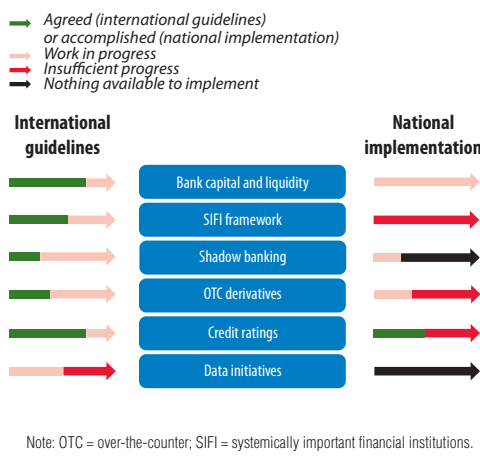 Agreed (international guidelines)
or accomplished (national implementation)
Work in progress
Insufficient progress
Nothing available to implement
International
guidelines
National
implementation
Bank capital and liquidity
SIFI framework
Shadow banking
OTC derivatives
Credit ratings
Data initiatives
Note: OTC = over-the-counter; SIFI = systemically important financial institutions.